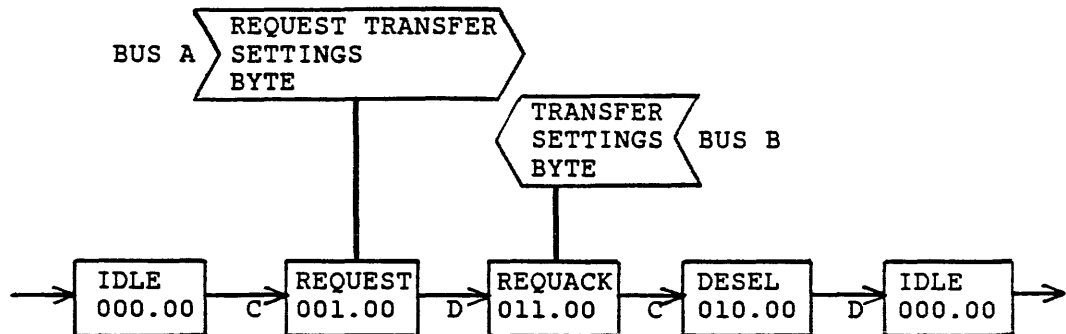 BUS A
REQUEST TRANSFER
SETTINGS
BYTE
TRANSFER
SETTINGS
BYTE
BUS B
IDLE
000.00
C
REQUEST
001.00
D
REQUACK
011.00
C
DESEL
010.00
D
IDLE
000.00